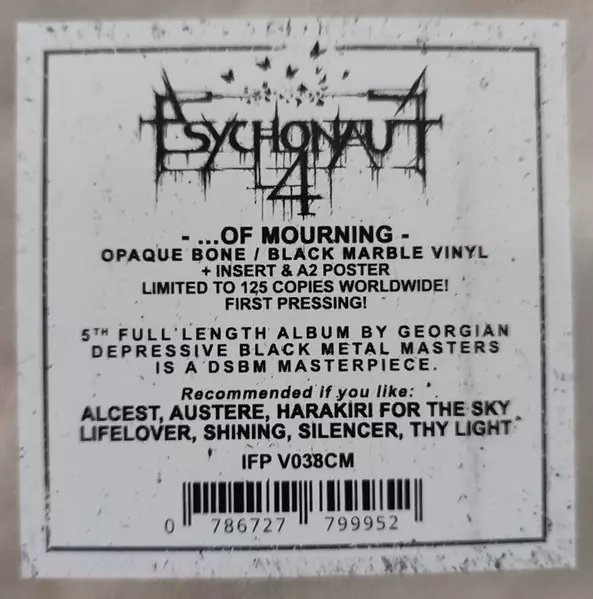 PSYCHONAUT
4
- ...OF MOURNING -
OPAQUE BONE / BLACK MARBLE VINYL
+ INSERT & A2 POSTER
LIMITED TO 125 COPIES WORLDWIDE!
FIRST PRESSING!
5TH FULL LENGTH ALBUM BY GEORGIAN
DEPRESSIVE BLACK METAL MASTERS
IS A DSBM MASTERPIECE.
Recommended if you like:
ALCEST, AUSTERE, HARAKIRI FOR THE SKY
LIFELOVER, SHINING, SILENCER, THY LIGHT
IFP V038CM
0 786727 799952